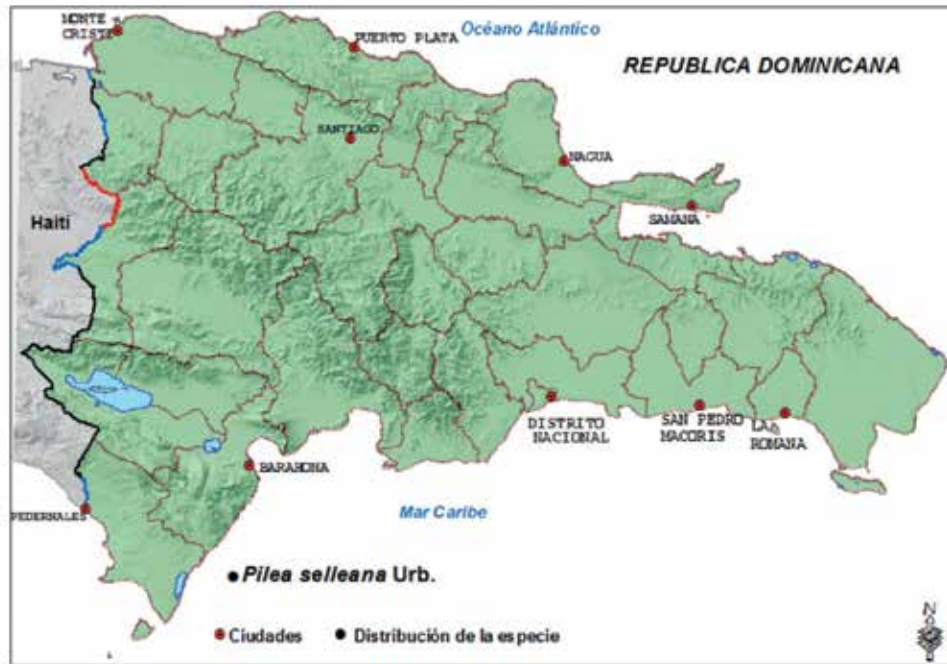 MONTE
CRISTI
PUERTO PLATA
Océano Atlántico
REPUBLICA DOMINICANA
SANTIAGO
NAGUA
Haití
SAMANA
DISTRITO
NACIONAL
SAN PEDRO
MACORIS
LA
ROMANA
BARAHONA
PEDERNALES
Mar Caribe
Pilea selleana Urb.
Ciudades
Distribución de la especie
N